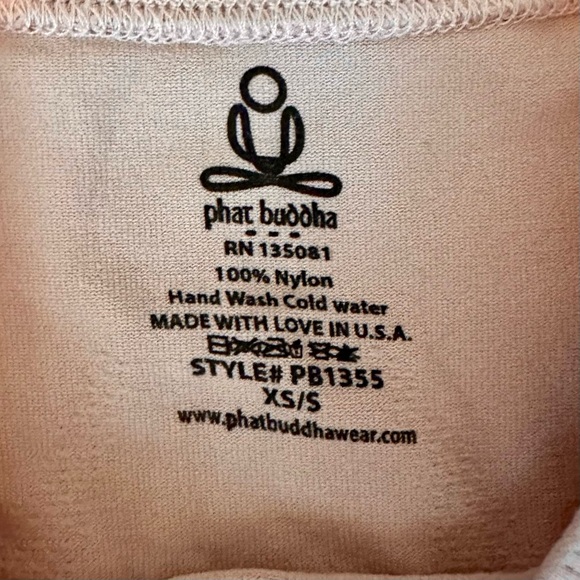 phat buddha
RN 135081
100% Nylon
Hand Wash Cold water
MADE WITH LOVE IN U.S.A.
STYLE# PB1355
XS/S
www.phatbuddhawear.com